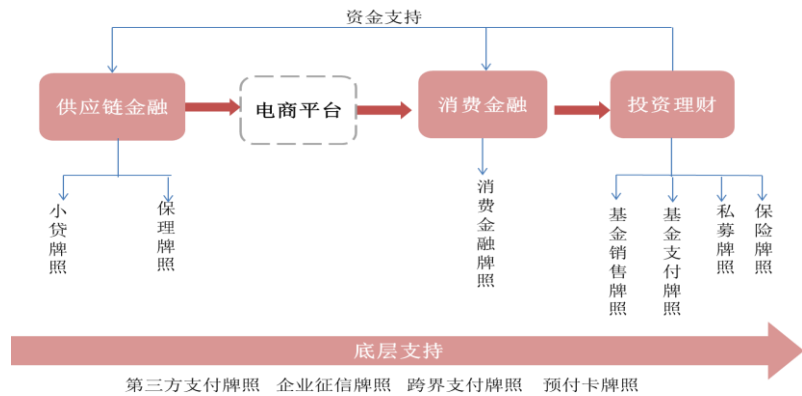 资金支持
供应链金融
电商平台
消费金融
投资理财
小贷牌照
保理牌照
消费金融牌照
基金销售牌照
基金支付牌照
私募牌照
保险牌照
底层支持
第三方支付牌照 企业征信牌照 跨界支付牌照 预付卡牌照